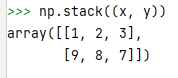 >>> np.stack((x, y))
array([[1, 2, 3],
       [9, 8, 7]])